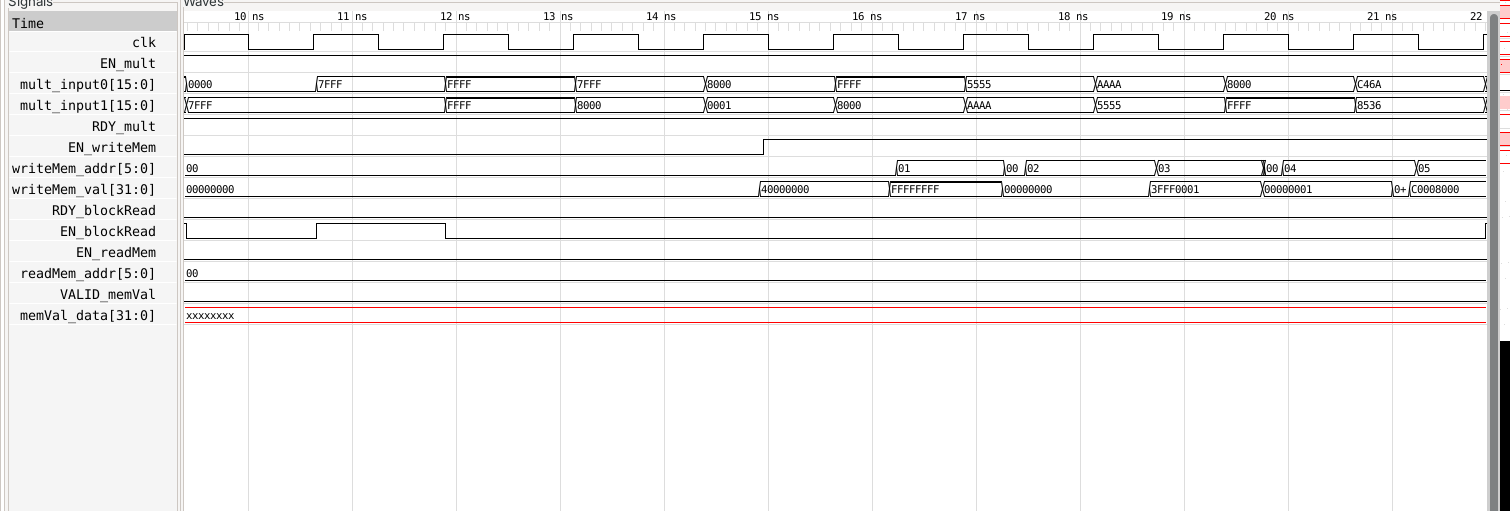 Signals
Waves
Time
10 ns 11 ns 12 ns 13 ns 14 ns 15 ns 16 ns 17 ns 18 ns 19 ns 20 ns 21 ns 22
clk
EN_mult
mult_input0[15:0] 0000 7FFF FFFF 7FFF 8000 FFFF 5555 AAAA 8000 C46A
mult_input1[15:0] 7FFF FFFF 8000 0001 8000 AAAA 5555 FFFF 8536
RDY_mult
EN_writeMem
writeMem_addr[5:0] 00 01 00 02 03 00 04 05
writeMem_val[31:0] 00000000 40000000 FFFFFFFF 00000000 3FFF0001 00000001 0+ C0008000
RDY_blockRead
EN_blockRead
EN_readMem
readMem_addr[5:0] 00
VALID_memVal
memVal_data[31:0] xxxxxxxx